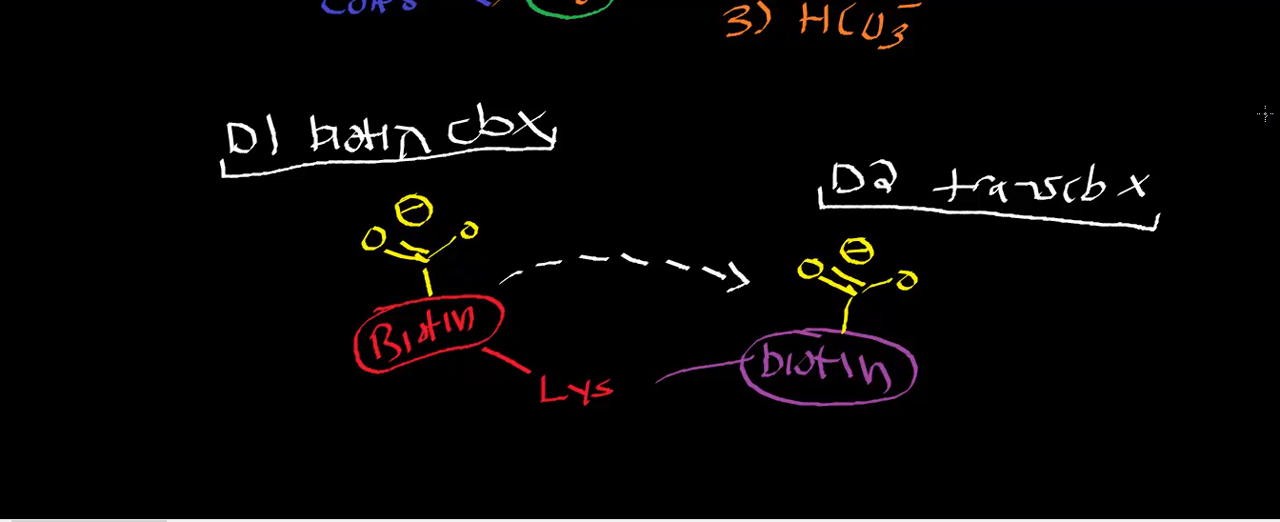 3) HCO3-
D1 biotin cbx
D2 transcbx
⊖
O O
⊖
O O
Biotin
biotin
Lys